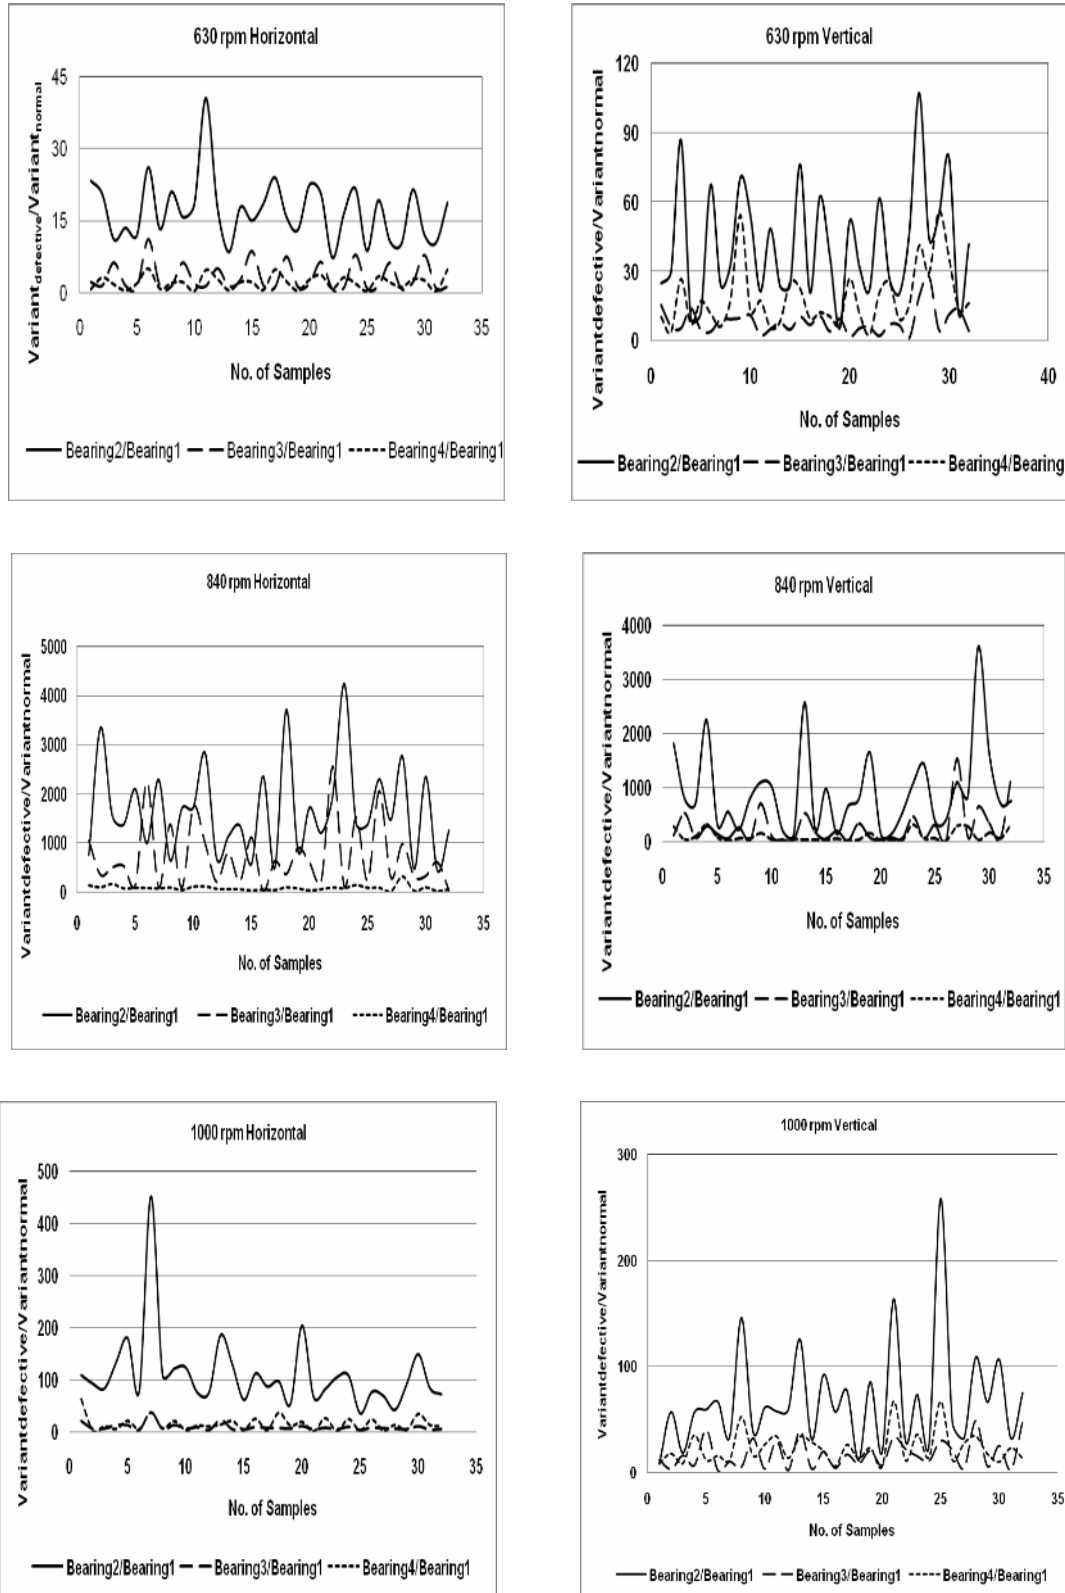 630 rpm Horizontal
45
30
15
0
0 5 10 15 20 25 30 35
Variantdefective/Variantnormal
No. of Samples
Bearing2/Bearing1 Bearing3/Bearing1 Bearing4/Bearing1
630 rpm Vertical
120
90
60
30
0
0 10 20 30 40
Variantdefective/Variantnormal
No. of Samples
Bearing2/Bearing1 Bearing3/Bearing1 Bearing4/Bearing
840 rpm Horizontal
5000
4000
3000
2000
1000
0
0 5 10 15 20 25 30 35
Variantdefective/Variantnormal
No. of Samples
Bearing2/Bearing1 Bearing3/Bearing1 Bearing4/Bearing1
840 rpm Vertical
4000
3000
2000
1000
0
0 5 10 15 20 25 30 35
Variantdefective/Variantnormal
No. of Samples
Bearing2/Bearing1 Bearing3/Bearing1 Bearing4/Bearing1
1000 rpm Horizontal
500
400
300
200
100
0
0 5 10 15 20 25 30 35
Variantdefective/Variantnormal
No. of Samples
Bearing2/Bearing1 Bearing3/Bearing1 Bearing4/Bearing1
1000 rpm Vertical
300
200
100
0
0 5 10 15 20 25 30 35
Variantdefective/Variantnormal
No. of Samples
Bearing2/Bearing1 Bearing3/Bearing1 Bearing4/Bearing1